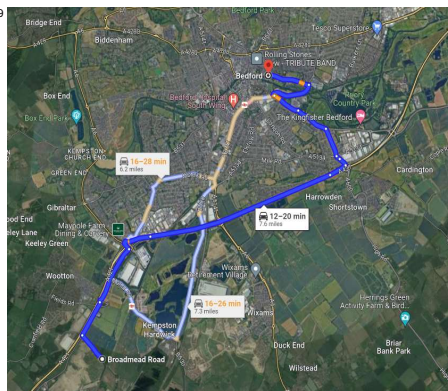 9
Bridge End
Biddenham
Bedford Park
Tesco Superstore
A4280
Rolling Stones
TRIBUTE BAND
Bedford
Bedford Hospital
South Wing
Priory
Country Park
The Kingfisher Bedford
Box End
Box End Park
KEMPSTON
CHURCH END
GREEN END
Cardington
16–28 min
6.2 miles
Harrowden
Shortstown
Gibraltar
12–20 min
7.6 miles
Maypole Farm
Dining & Carvery
Keeley Green
Wootton
Wixams
Retirement Village
16–26 min
7.3 miles
Kempston
Hardwick
Wixams
Herrings Green
Activity Farm & Bird...
Duck End
Briar
Bank Park
Broadmead Road
Wilstead